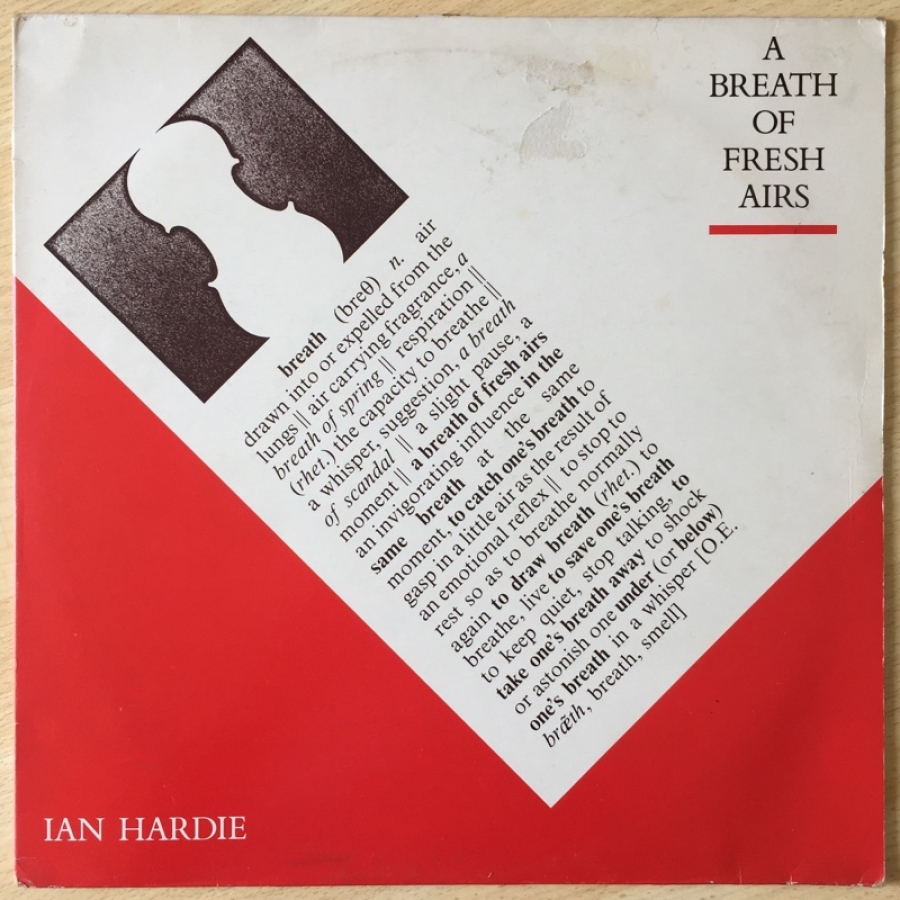 A
BREATH
OF
FRESH
AIRS
breath (breθ) n. air
drawn into or expelled from the
lungs || air carrying fragrance, a
breath of spring || respiration ||
(rhet.) the capacity to breathe ||
a whisper, suggestion, a breath
of scandal || a slight pause, a
moment || a breath of fresh airs
an invigorating influence in the
same breath at the same
moment, to catch one's breath to
gasp in a little air as the result of
an emotional reflex || to stop to
rest so as to breathe normally
again to draw breath (rhet.) to
breathe, live to save one's breath
to keep quiet, stop talking, to
take one's breath away to shock
or astonish one under (or below)
one's breath in a whisper [O.E.
brǣth, breath, smell]
IAN HARDIE